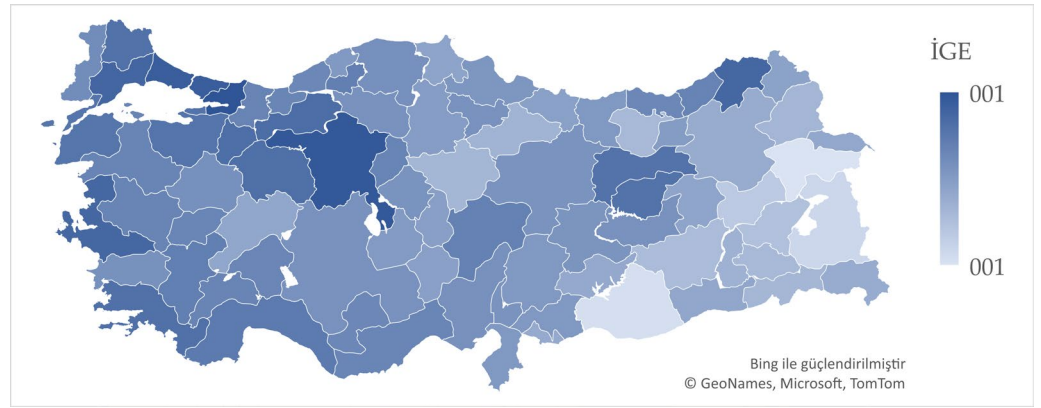 İGE
001
001
Bing ile güçlendirilmiştir
© GeoNames, Microsoft, TomTom